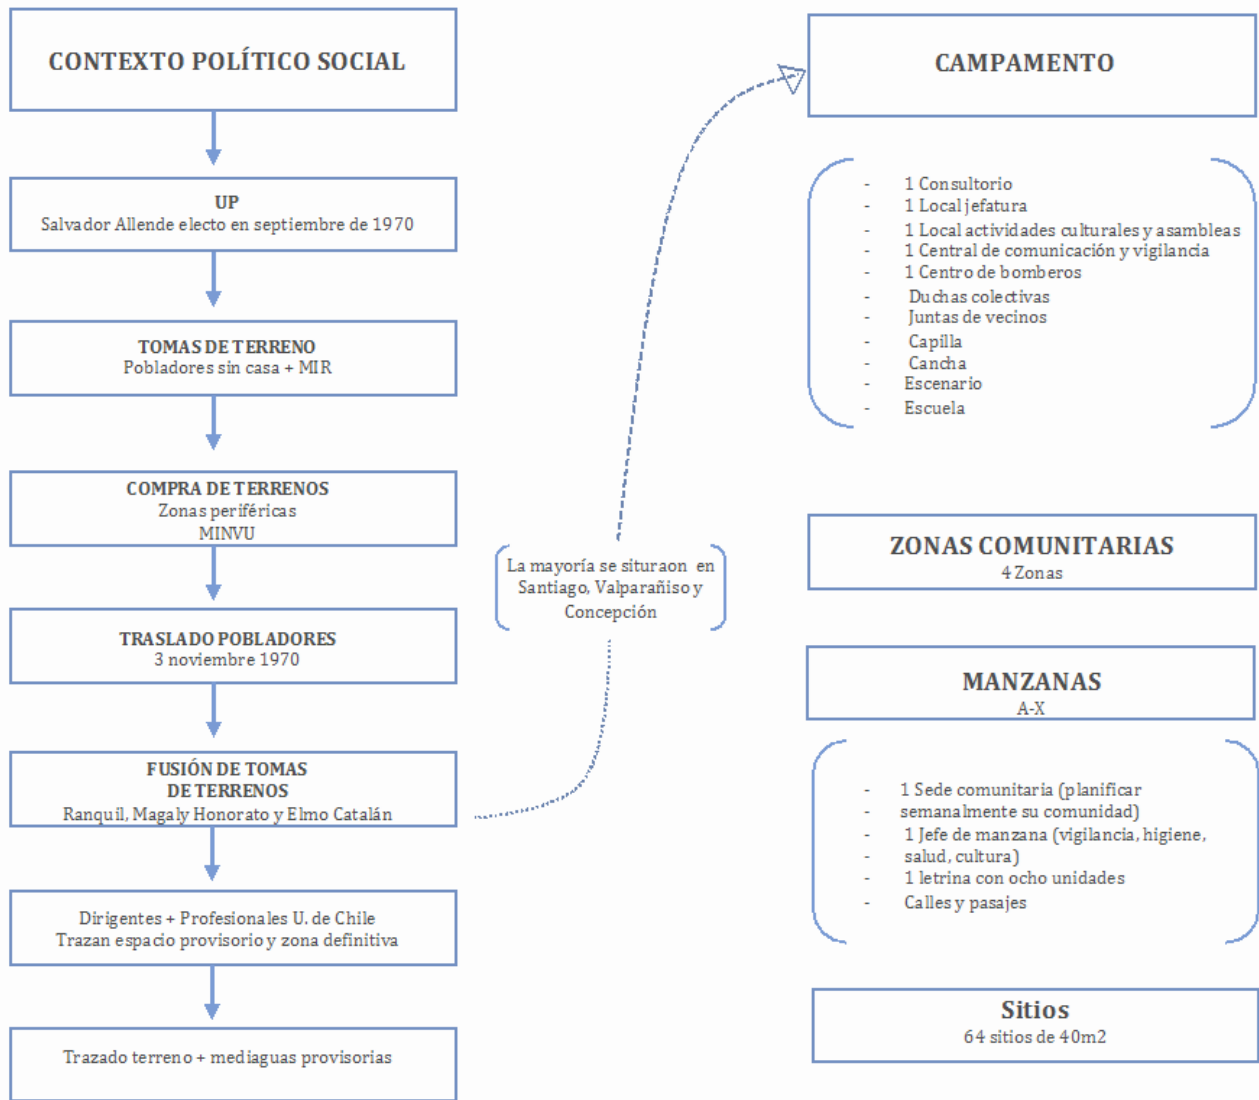 CONTEXTO POLÍTICO SOCIAL
UP
Salvador Allende electo en septiembre de 1970
TOMAS DE TERRENO
Pobladores sin casa + MIR
COMPRA DE TERRENOS
Zonas periféricas
MINVU
TRASLADO POBLADORES
3 noviembre 1970
FUSIÓN DE TOMAS
DE TERRENOS
Ranquil, Magaly Honorato y Elmo Catalán
Dirigentes + Profesionales U. de Chile
Trazan espacio provisorio y zona definitiva
Trazado terreno + mediaguas provisorias
La mayoría se situraon en
Santiago, Valparañiso y
Concepción
CAMPAMENTO
- 1 Consultorio
- 1 Local jefatura
- 1 Local actividades culturales y asambleas
- 1 Central de comunicación y vigilancia
- 1 Centro de bomberos
- Duchas colectivas
- Juntas de vecinos
- Capilla
- Cancha
- Escenario
- Escuela
ZONAS COMUNITARIAS
4 Zonas
MANZANAS
A-X
- 1 Sede comunitaria (planificar
- semanalmente su comunidad)
- 1 Jefe de manzana (vigilancia, higiene,
- salud, cultura)
- 1 letrina con ocho unidades
- Calles y pasajes
Sitios
64 sitios de 40m2